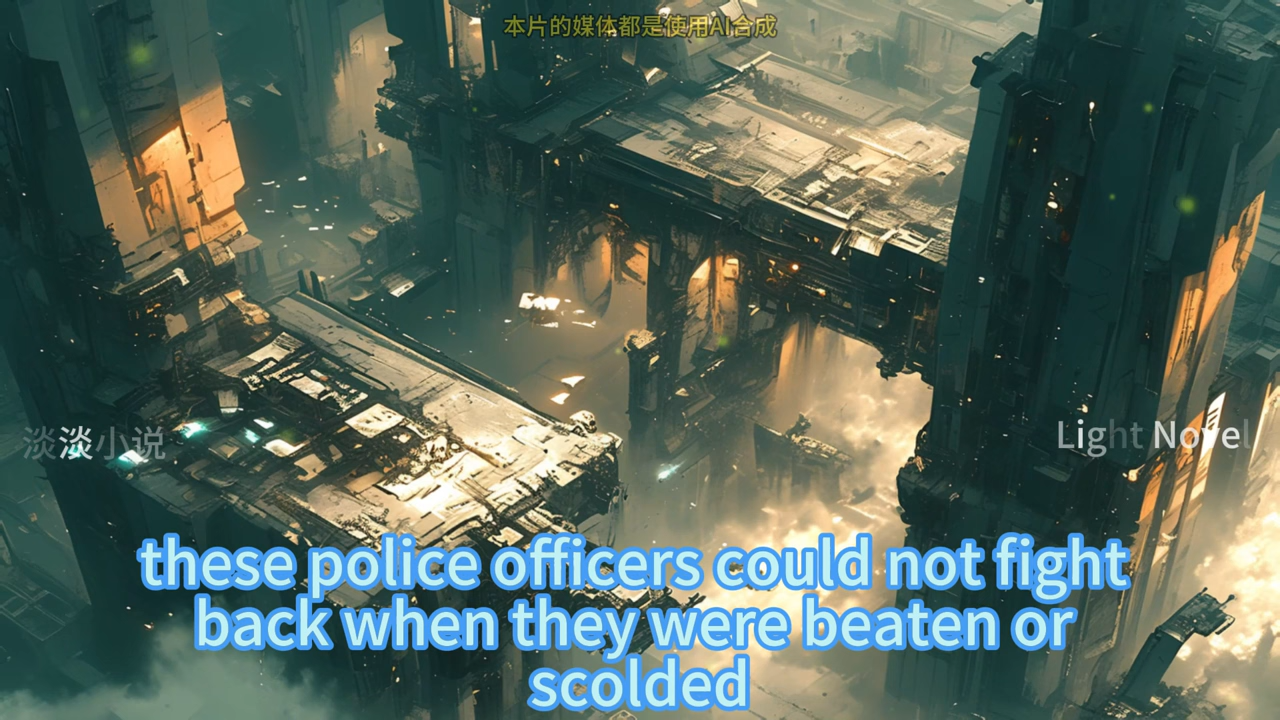 本片的媒体都是使用AI合成
淡淡小说
Light Novel
these police officers could not fight
back when they were beaten or
scolded